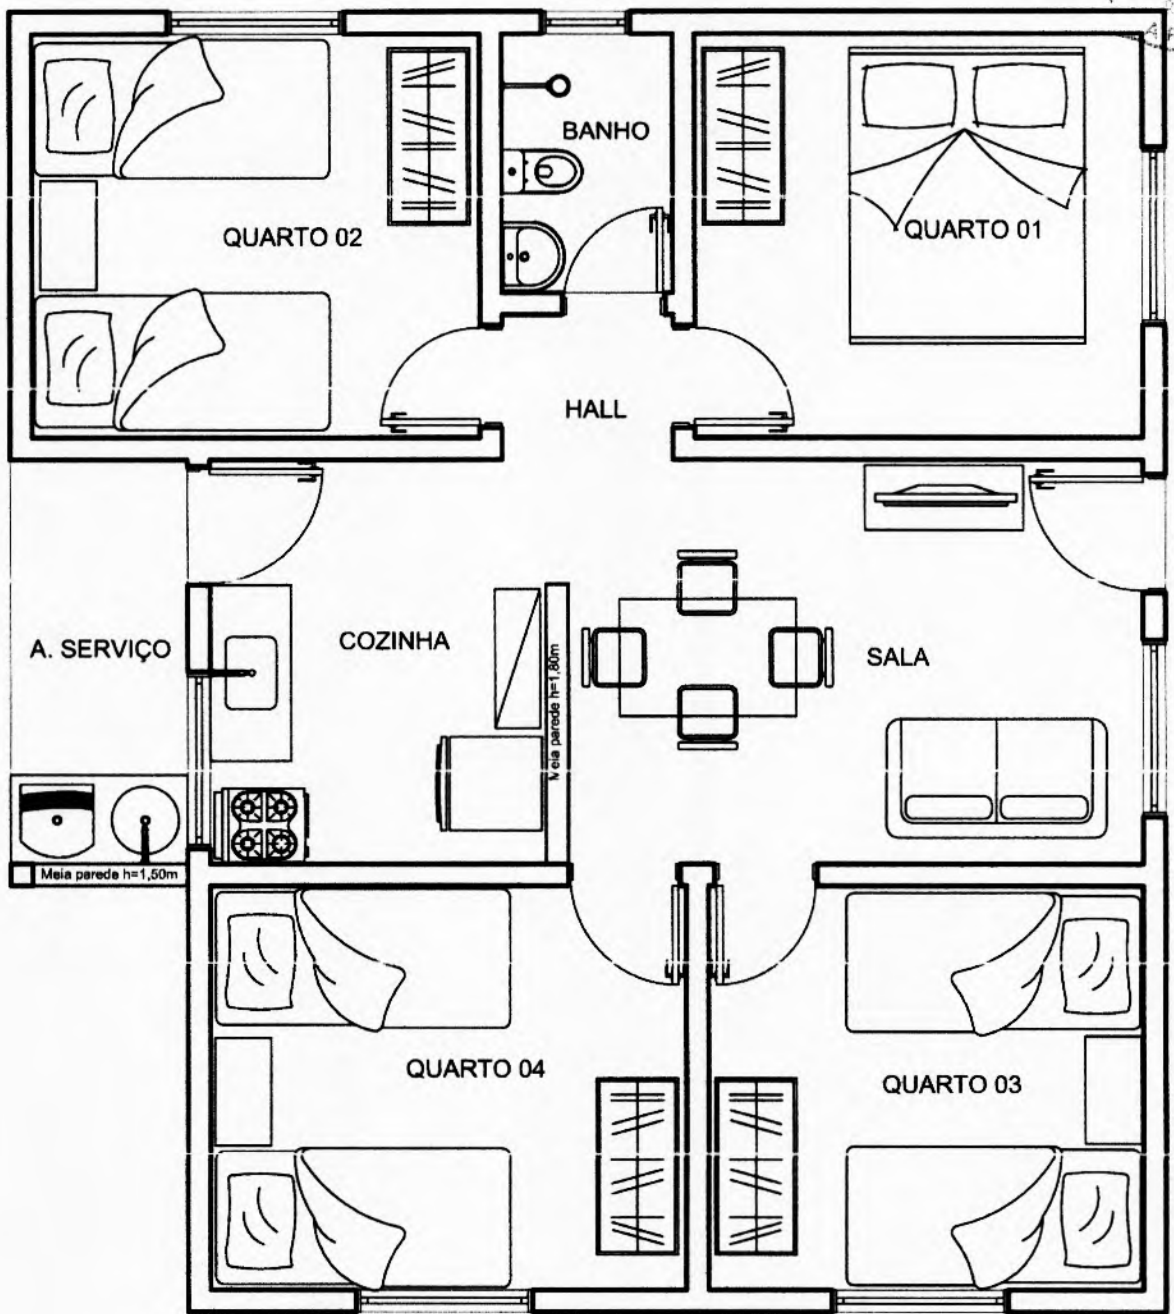 BANHO
QUARTO 02
QUARTO 01
HALL
A. SERVIÇO
COZINHA
Meia parede h=1,80m
SALA
Meia parede h=1,50m
QUARTO 04
QUARTO 03